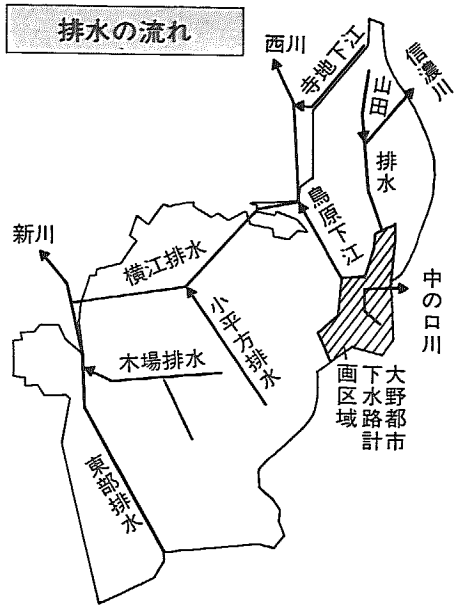 排水の流れ
西川
寺地下江
山田
排水
信濃川
鳥原下江
新川
横江排水
小平方排水
中の口川
木場排水
大野都市
下水路計
画区域
東部排水